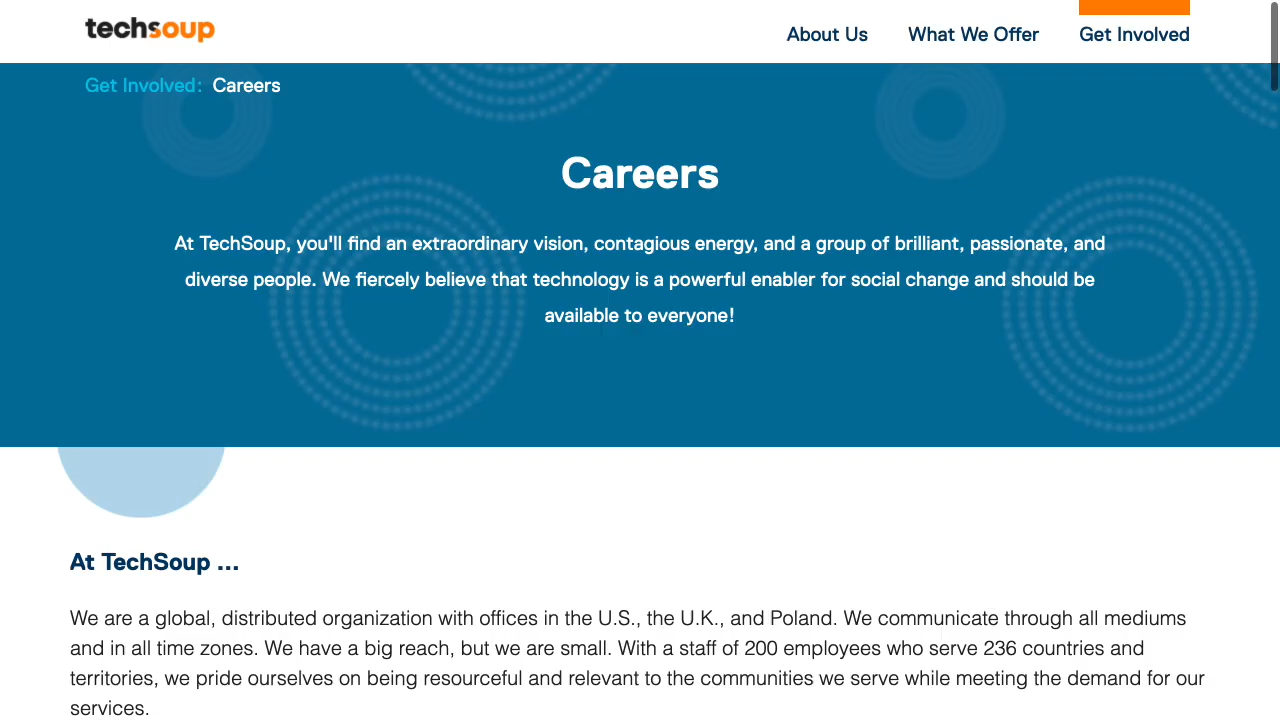 techsoup
About Us What We Offer Get Involved
Get Involved: Careers
Careers
At TechSoup, you'll find an extraordinary vision, contagious energy, and a group of brilliant, passionate, and
diverse people. We fiercely believe that technology is a powerful enabler for social change and should be
available to everyone!
At TechSoup ...
We are a global, distributed organization with offices in the U.S., the U.K., and Poland. We communicate through all mediums
and in all time zones. We have a big reach, but we are small. With a staff of 200 employees who serve 236 countries and
territories, we pride ourselves on being resourceful and relevant to the communities we serve while meeting the demand for our
services.